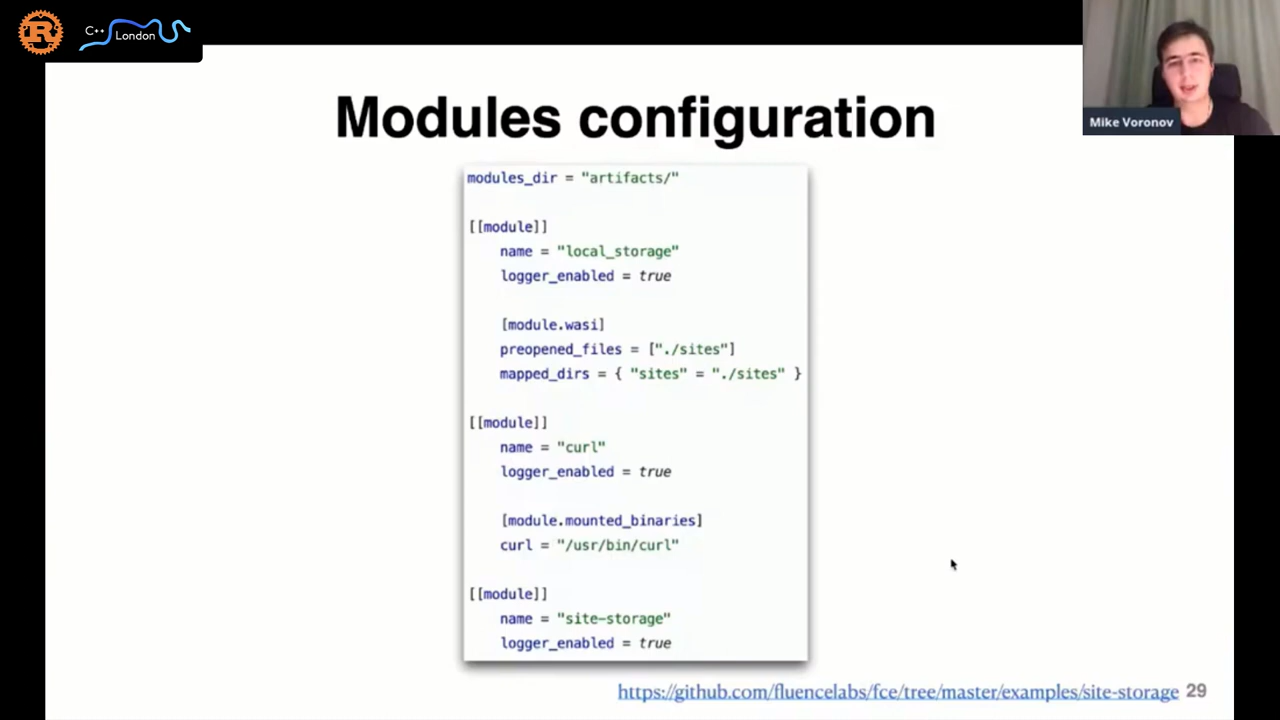 R
C++
London
Mike Voronov
Modules configuration
modules_dir = "artifacts/"
[[module]]
name = "local_storage"
logger_enabled = true
[module.wasi]
preopened_files = ["./sites"]
mapped_dirs = { "sites" = "./sites" }
[[module]]
name = "curl"
logger_enabled = true
[module.mounted_binaries]
curl = "/usr/bin/curl"
[[module]]
name = "site-storage"
logger_enabled = true
https://github.com/fluencelabs/fce/tree/master/examples/site-storage 29